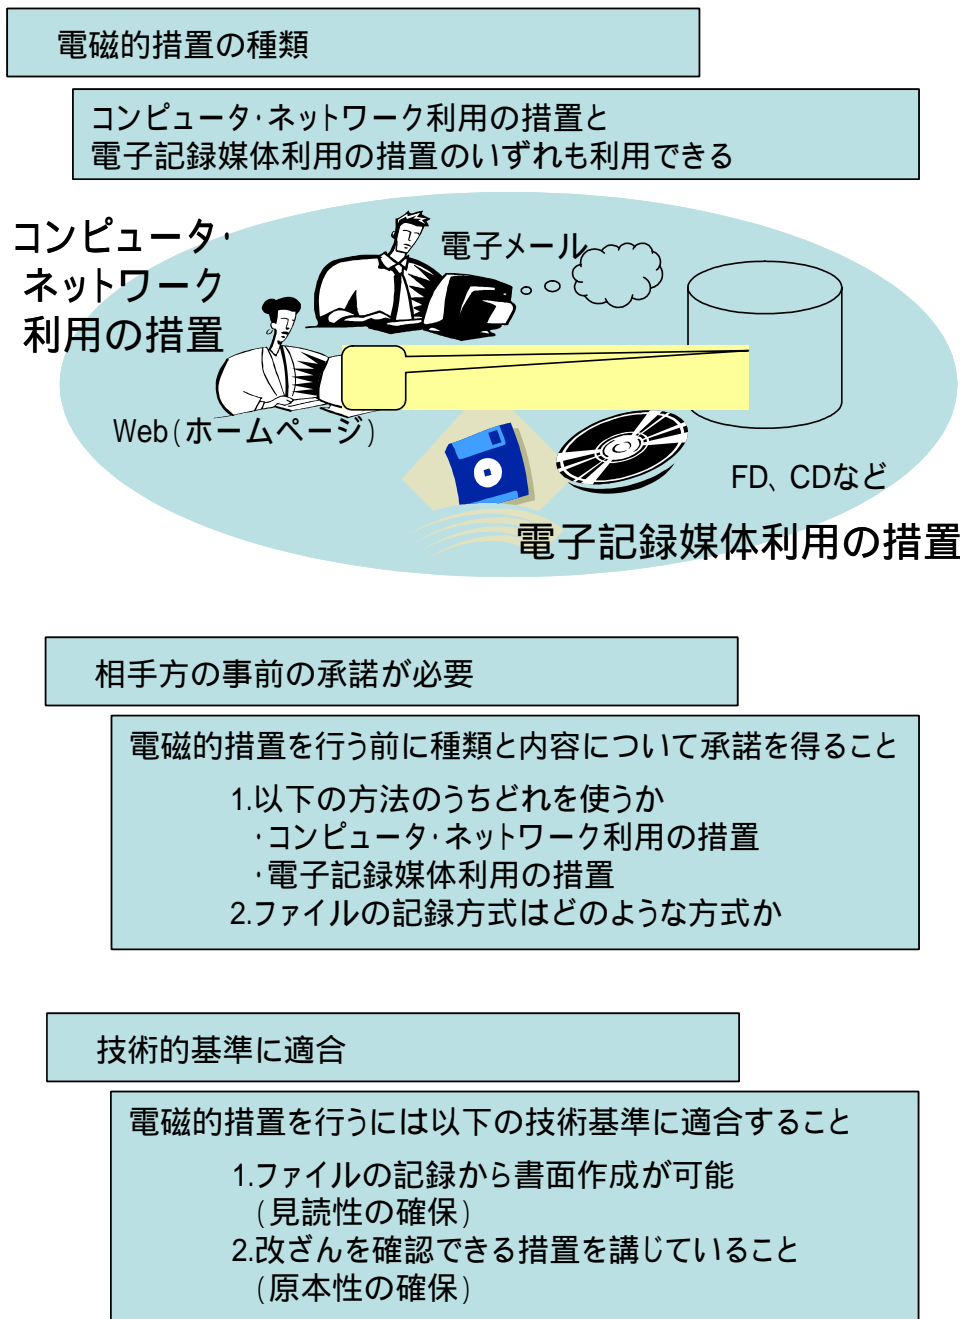 電磁的措置の種類
コンピュータ・ネットワーク利用の措置と
電子記録媒体利用の措置のいずれも利用できる
コンピュータ・
ネットワーク
利用の措置
電子メール
Web(ホームページ)
FD、CDなど
電子記録媒体利用の措置
相手方の事前の承諾が必要
電磁的措置を行う前に種類と内容について承諾を得ること
1.以下の方法のうちどれを使うか
・コンピュータ・ネットワーク利用の措置
・電子記録媒体利用の措置
2.ファイルの記録方式はどのような方式か
技術的基準に適合
電磁的措置を行うには以下の技術基準に適合すること
1.ファイルの記録から書面作成が可能
(見読性の確保)
2.改ざんを確認できる措置を講じていること
(原本性の確保)